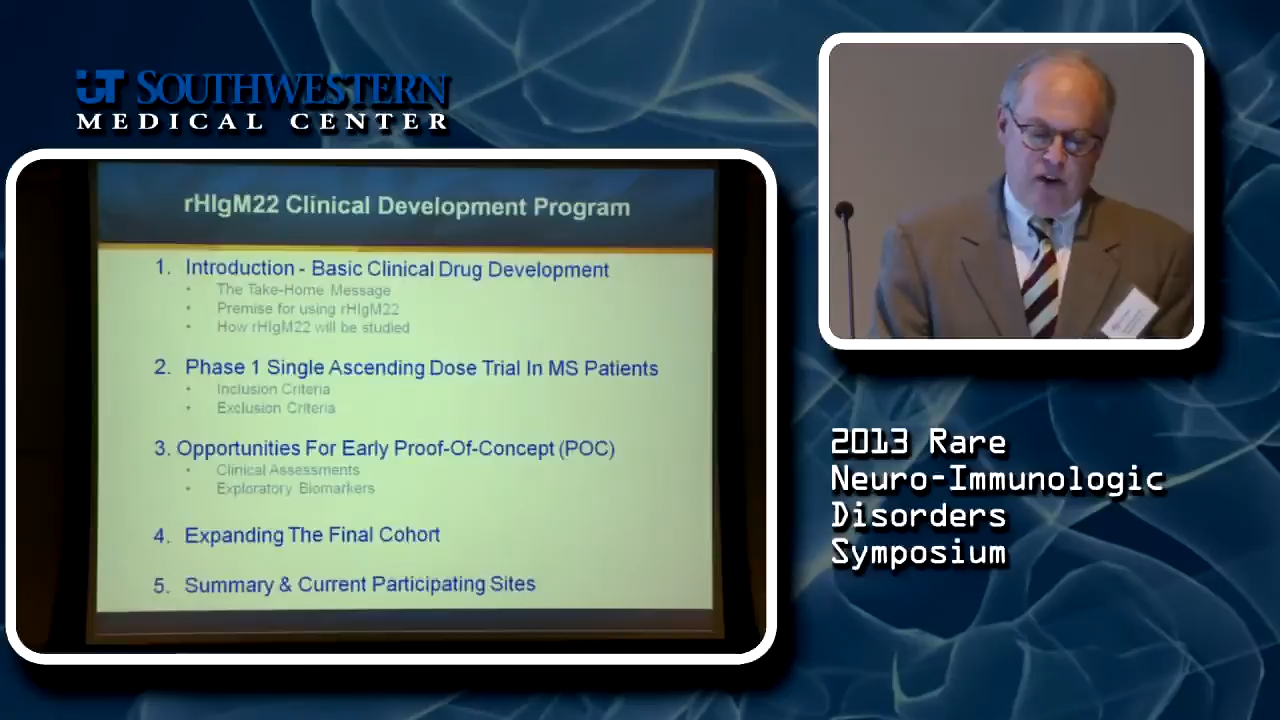 UT SOUTHWESTERN
MEDICAL CENTER
rHIgM22 Clinical Development Program
1. Introduction - Basic Clinical Drug Development
• The Take-Home Message
• Premise for using rHIgM22
• How rHIgM22 will be studied
2. Phase 1 Single Ascending Dose Trial In MS Patients
• Inclusion Criteria
• Exclusion Criteria
3. Opportunities For Early Proof-Of-Concept (POC)
• Clinical Assessments
• Exploratory Biomarkers
4. Expanding The Final Cohort
5. Summary & Current Participating Sites
2013 Rare
Neuro-Immunologic
Disorders
Symposium